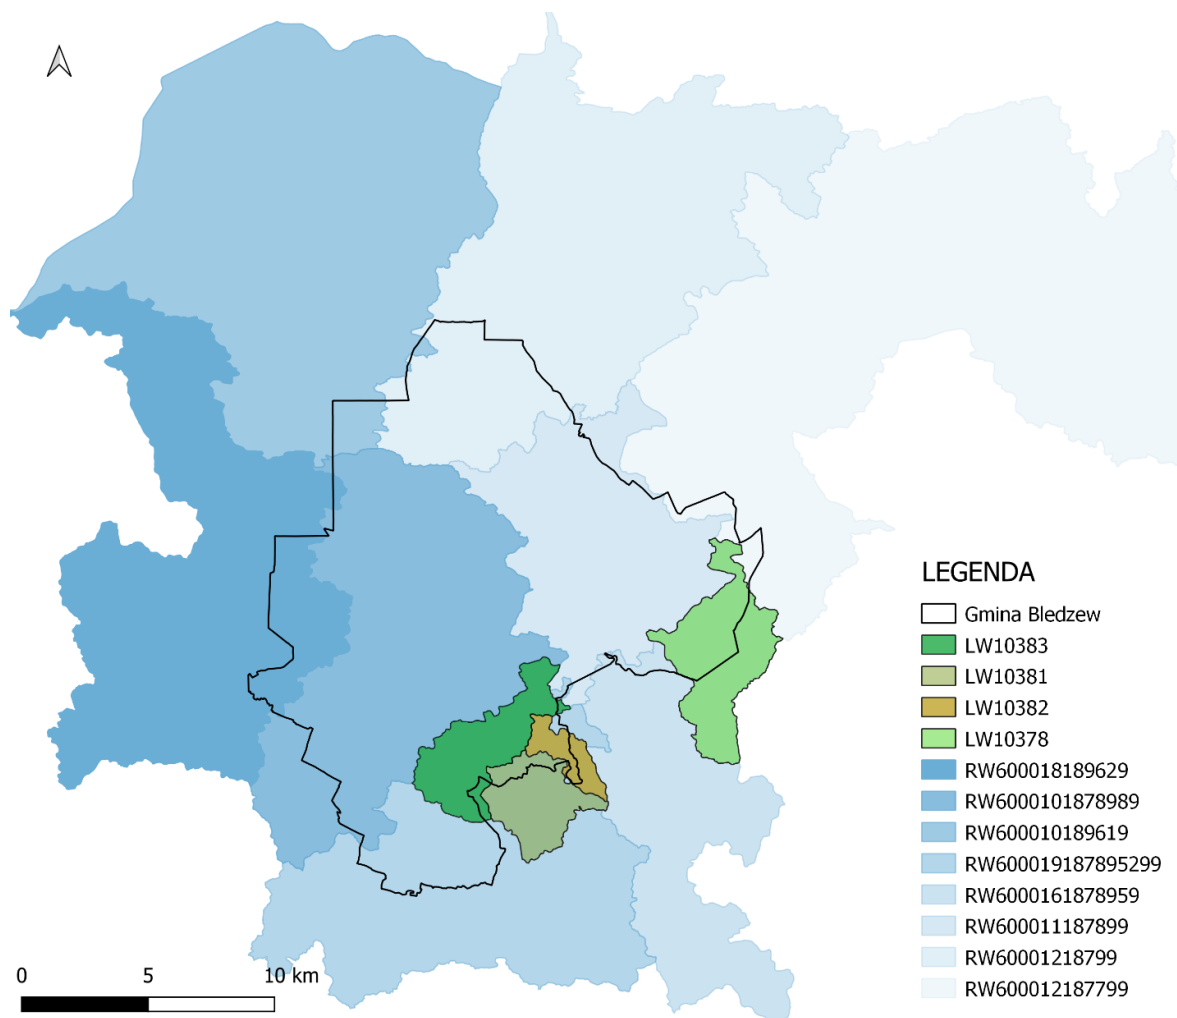 LEGENDA
Gmina Bledzew
LW10383
LW10381
LW10382
LW10378
RW600018189629
RW6000101878989
RW600010189619
RW600019187895299
RW6000161878959
RW600011187899
RW60001218799
RW600012187799
0 5 10 km